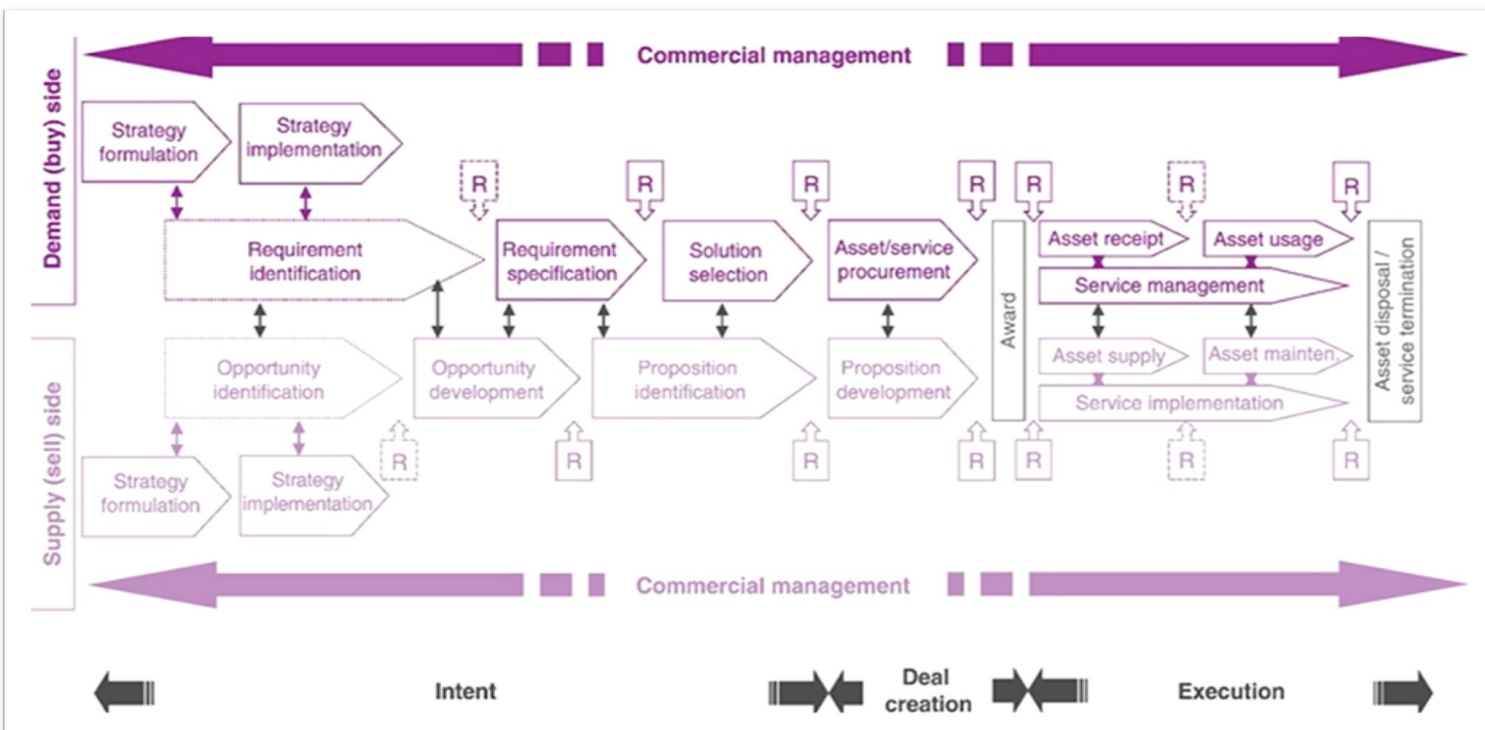 Commercial management
Demand (buy) side
Strategy
formulation
Strategy
implementation
R
R
R
R
R
R
R
Requirement
identification
Requirement
specification
Solution
selection
Asset/service
procurement
Asset receipt
Asset usage
Service management
Award
Asset disposal /
service termination
Supply (sell) side
Opportunity
identification
Opportunity
development
Proposition
identification
Proposition
development
Asset supply
Asset mainten.
Service implementation
R
R
R
R
R
R
R
Strategy
formulation
Strategy
implementation
Commercial management
Intent
Deal
creation
Execution